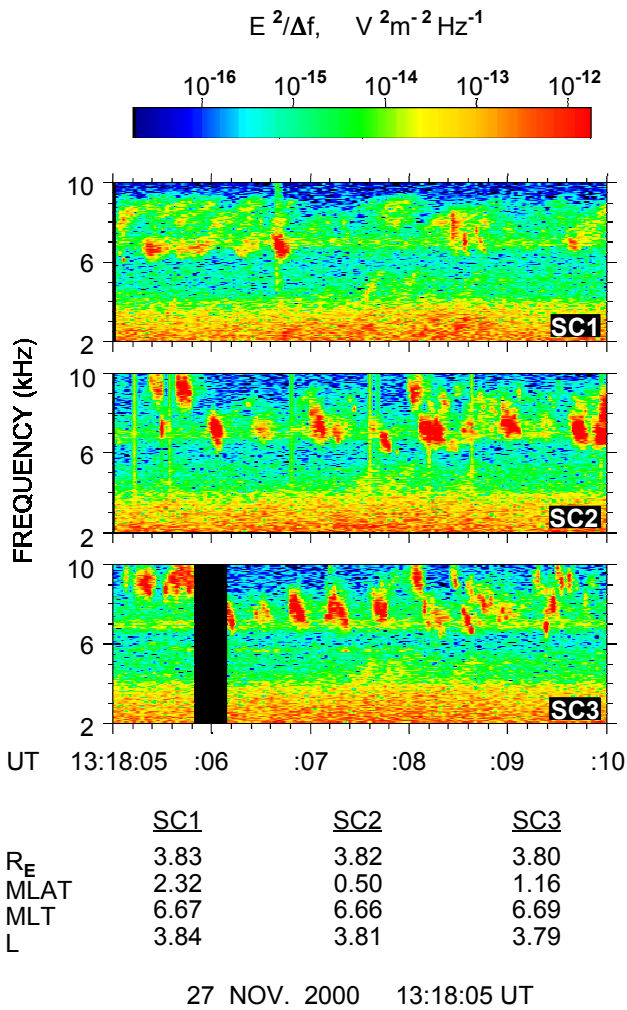 E 2/Δf, V 2m- 2 Hz-1
10-16 10-15 10-14 10-13 10-12
10
6
2
SC1
10
6
2
SC2
10
6
2
SC3
FREQUENCY (kHz)
UT 13:18:05 :06 :07 :08 :09 :10
SC1 SC2 SC3
RE 3.83 3.82 3.80
MLAT 2.32 0.50 1.16
MLT 6.67 6.66 6.69
L 3.84 3.81 3.79
27 NOV. 2000 13:18:05 UT